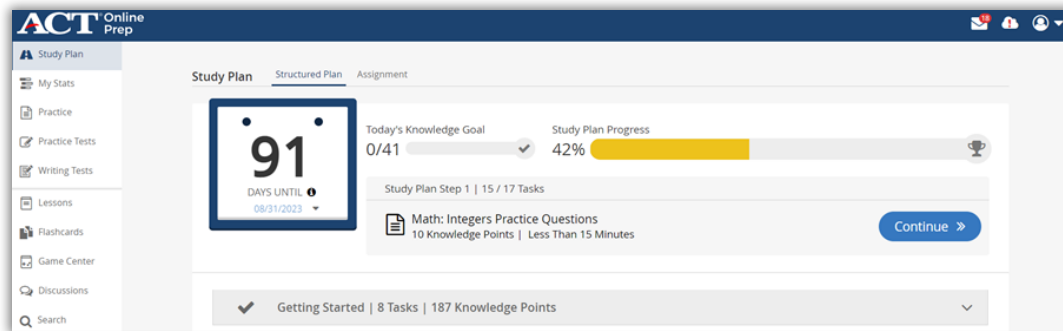 ACT Online Prep
18
Study Plan
My Stats
Practice
Practice Tests
Writing Tests
Lessons
Flashcards
Game Center
Discussions
Search
Study Plan Structured Plan Assignment
91
DAYS UNTIL
08/31/2023
Today's Knowledge Goal
0/41
Study Plan Progress
42%
Study Plan Step 1 | 15 / 17 Tasks
Math: Integers Practice Questions
10 Knowledge Points | Less Than 15 Minutes
Continue »
Getting Started | 8 Tasks | 187 Knowledge Points